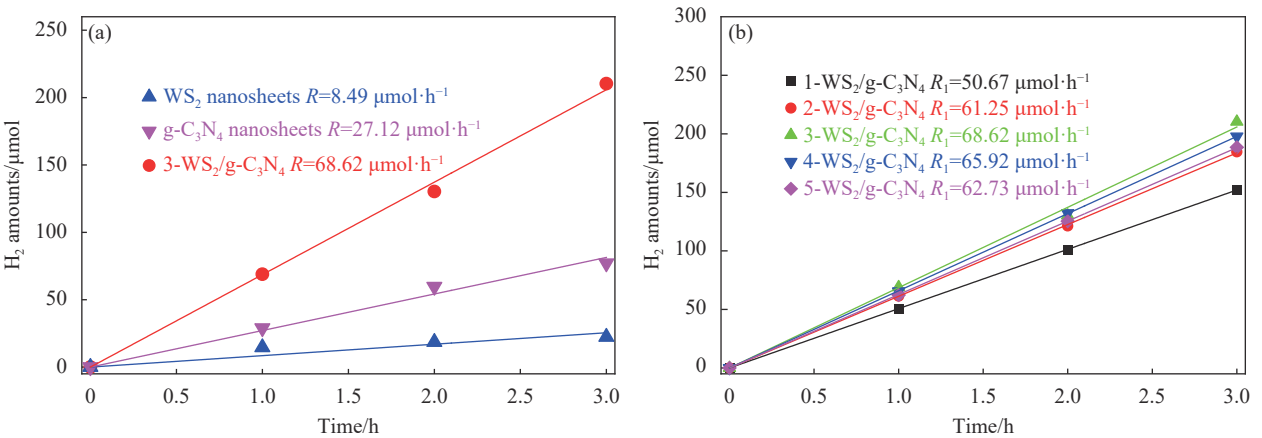 (a)
250
200
150
100
50
0
H₂ amounts/μmol
WS₂ nanosheets R=8.49 μmol·h⁻¹
g-C₃N₄ nanosheets R=27.12 μmol·h⁻¹
3-WS₂/g-C₃N₄ R=68.62 μmol·h⁻¹
0 0.5 1.0 1.5 2.0 2.5 3.0
Time/h
(b)
300
250
200
150
100
50
0
H₂ amounts/μmol
1-WS₂/g-C₃N₄ R₁=50.67 μmol·h⁻¹
2-WS₂/g-C₃N₄ R₁=61.25 μmol·h⁻¹
3-WS₂/g-C₃N₄ R₁=68.62 μmol·h⁻¹
4-WS₂/g-C₃N₄ R₁=65.92 μmol·h⁻¹
5-WS₂/g-C₃N₄ R₁=62.73 μmol·h⁻¹
0 0.5 1.0 1.5 2.0 2.5 3.0
Time/h